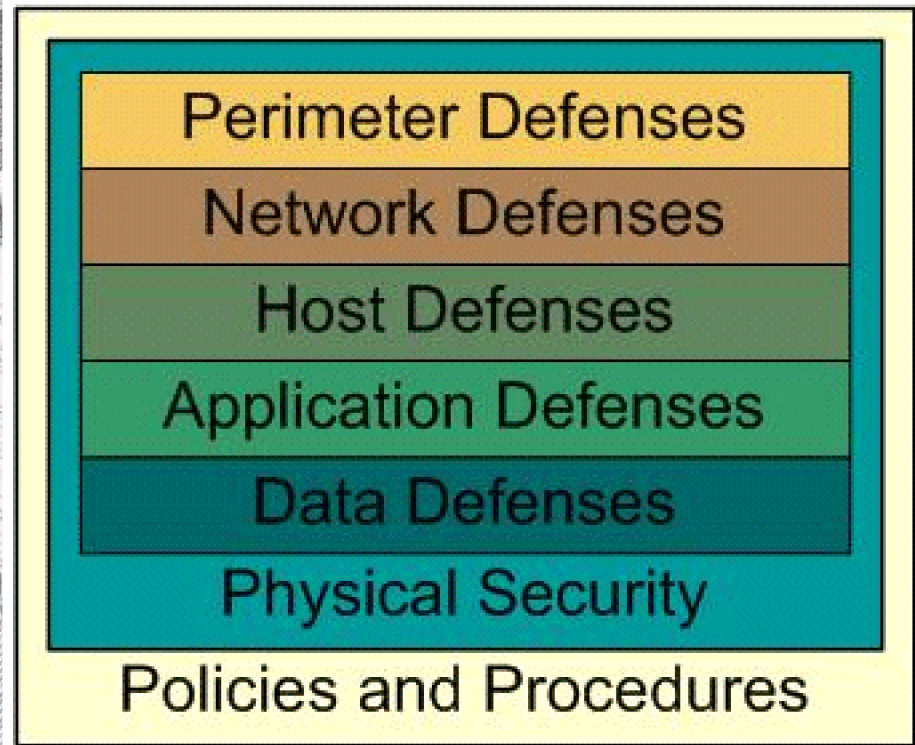 Perimeter Defenses
Network Defenses
Host Defenses
Application Defenses
Data Defenses
Physical Security
Policies and Procedures